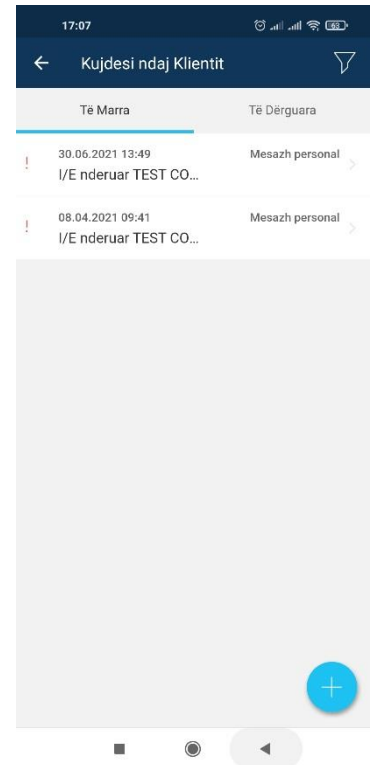 17:07
63
Kujdesi ndaj Klientit
Të Marra
Të Dërguara
30.06.2021 13:49
Mesazh personal
I/E nderuar TEST CO...
08.04.2021 09:41
Mesazh personal
I/E nderuar TEST CO...